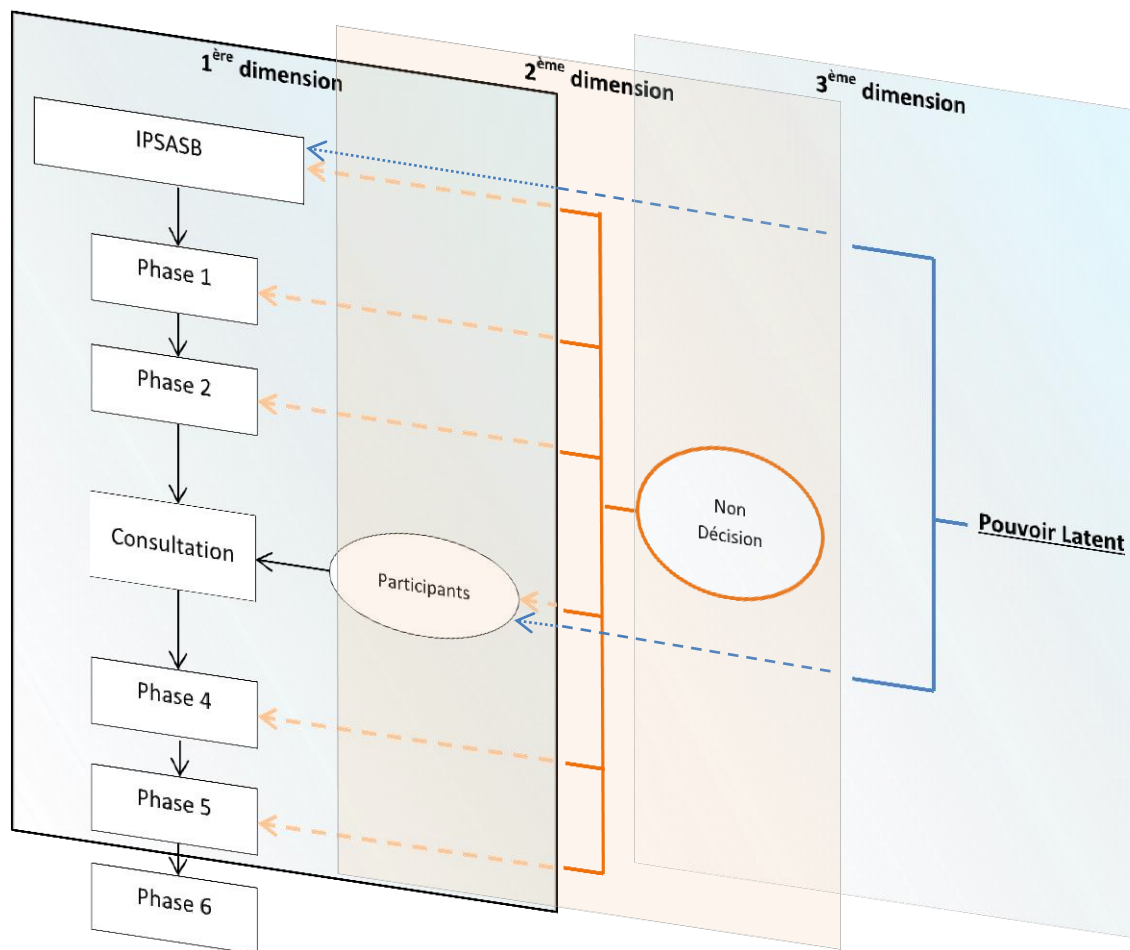 1ère dimension
2ème dimension
3ème dimension
IPSASB
Phase 1
Phase 2
Consultation
Participants
Non
Décision
Pouvoir Latent
Phase 4
Phase 5
Phase 6